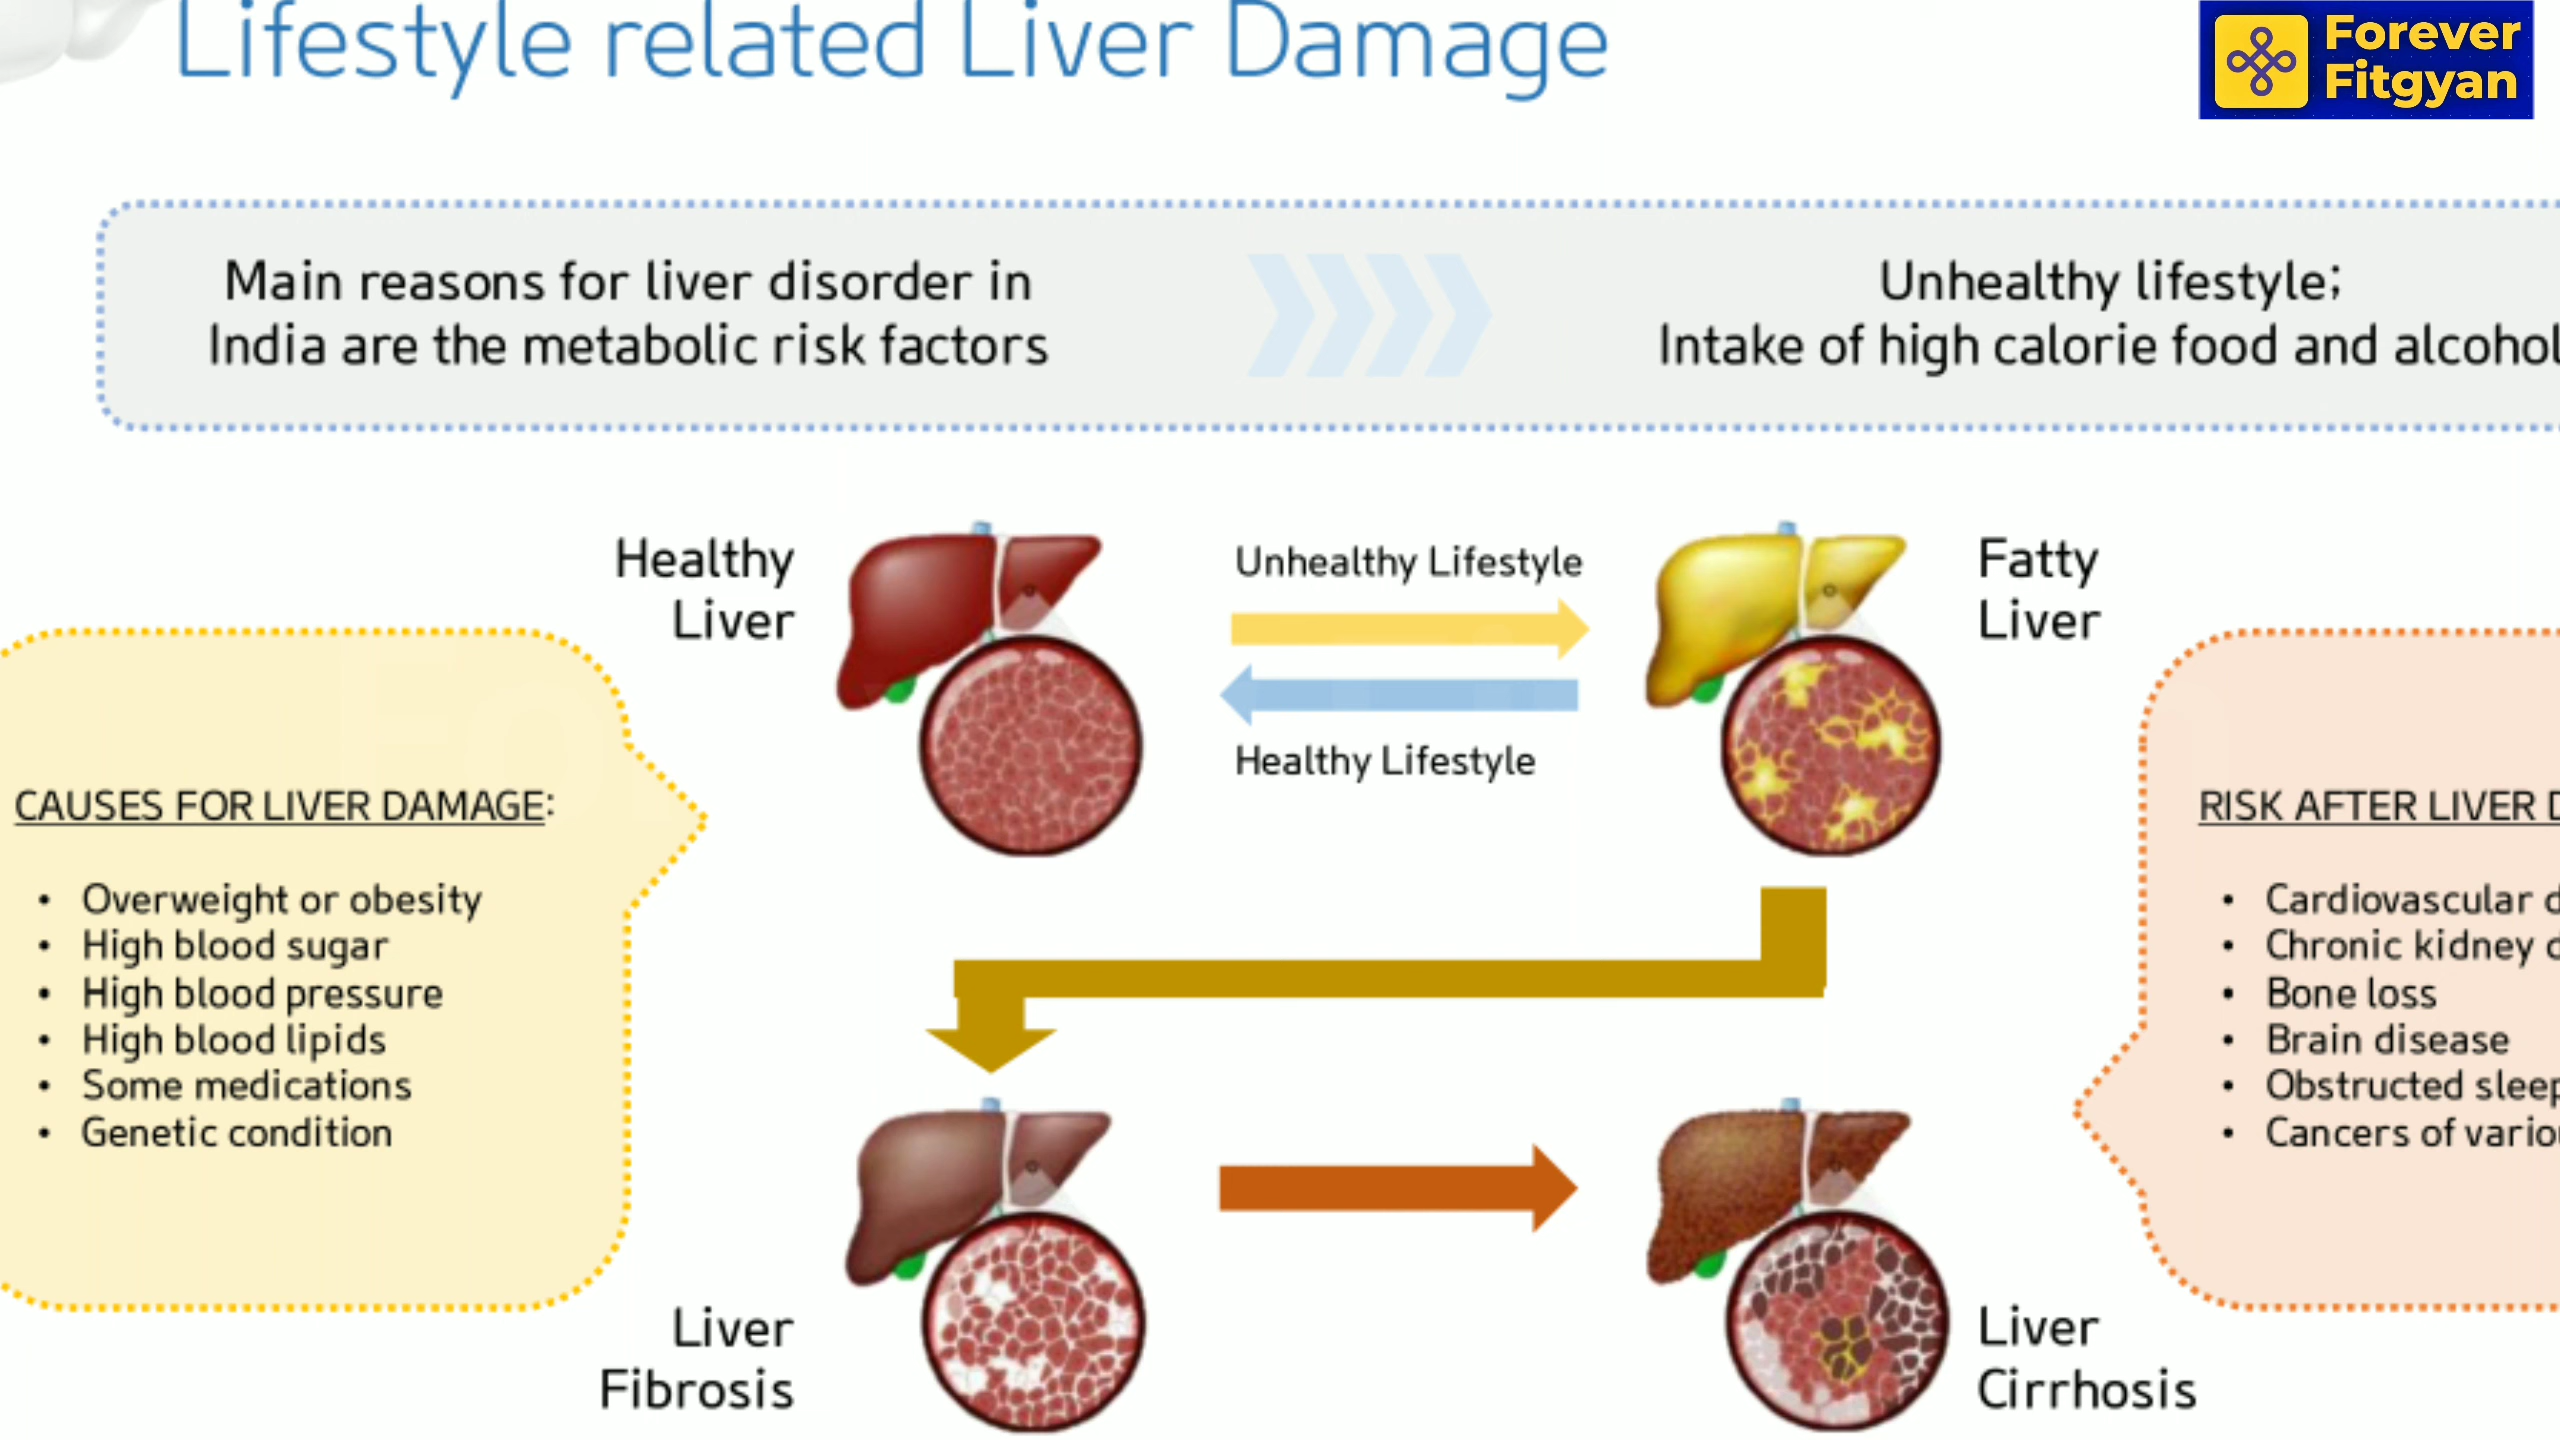 Lifestyle related Liver Damage
Forever
Fitgyan
Main reasons for liver disorder in
India are the metabolic risk factors
Unhealthy lifestyle;
Intake of high calorie food and alcohol
Healthy
Liver
Unhealthy Lifestyle
Healthy Lifestyle
Fatty
Liver
CAUSES FOR LIVER DAMAGE:
• Overweight or obesity
• High blood sugar
• High blood pressure
• High blood lipids
• Some medications
• Genetic condition
RISK AFTER LIVER
• Cardiovascular
• Chronic kidney
• Bone loss
• Brain disease
• Obstructed sleep
• Cancers of
Liver
Fibrosis
Liver
Cirrhosis